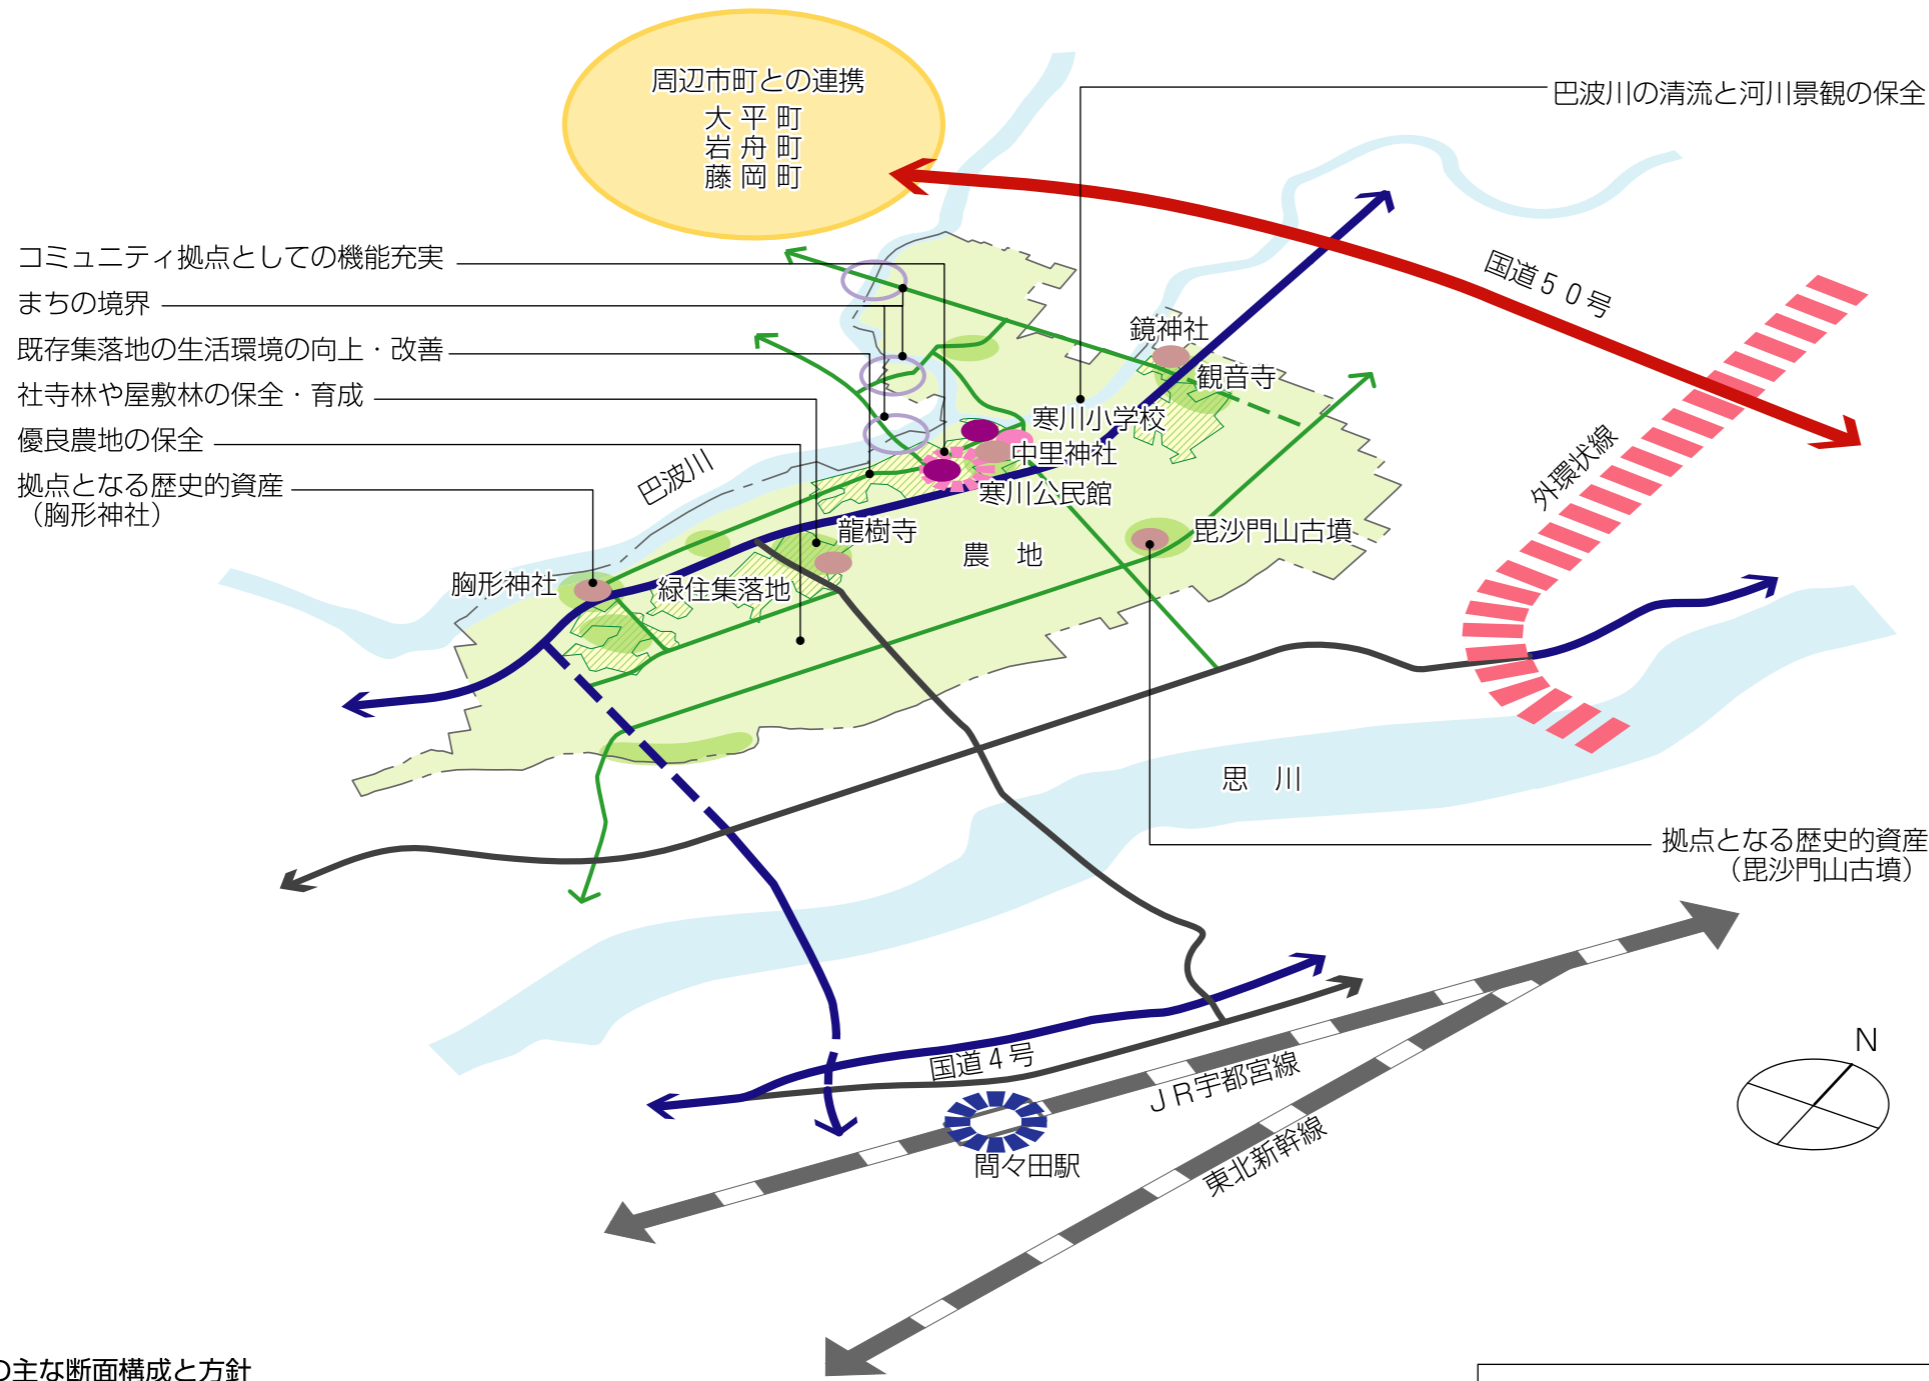 周辺市町との連携
大平町
岩舟町
藤岡町
巴波川の清流と河川景観の保全
コミュニティ拠点としての機能充実
まちの境界
既存集落地の生活環境の向上・改善
社寺林や屋敷林の保全・育成
優良農地の保全
拠点となる歴史的資産
（胸形神社）
国道50号
外環状線
鏡神社
観音寺
寒川小学校
中里神社
寒川公民館
巴波川
龍樹寺
農 地
毘沙門山古墳
胸形神社
緑住集落地
思 川
拠点となる歴史的資産
（毘沙門山古墳）
国道4号
JR宇都宮線
東北新幹線
間々田駅
N
の主な断面構成と方針